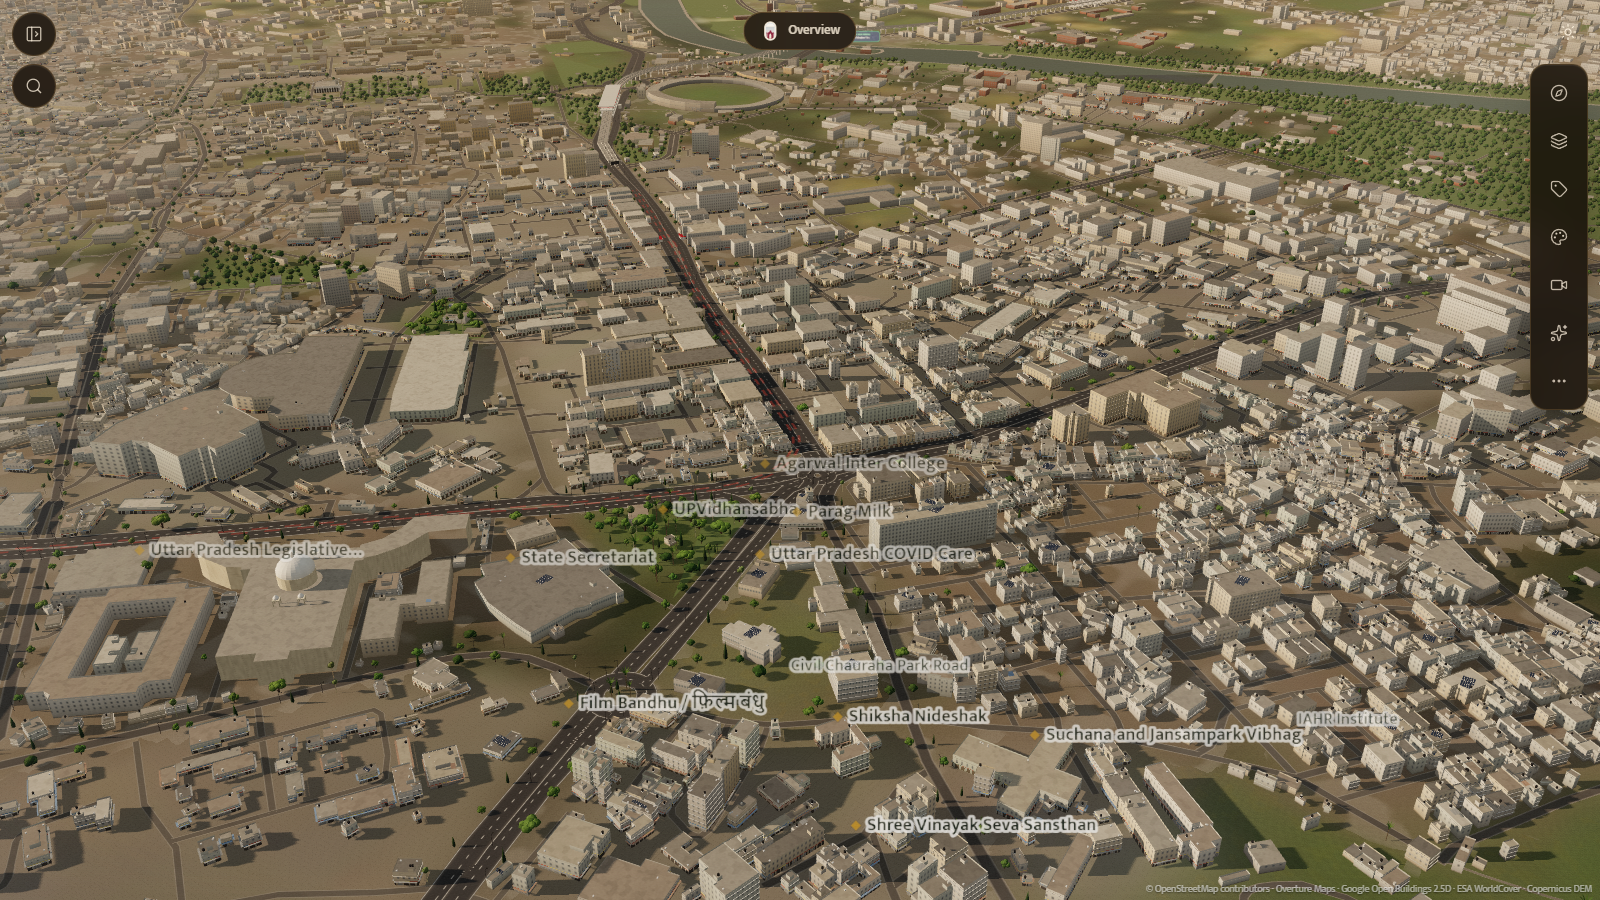 Overview
Agarwal Inter College
UPVidhansabha
Parag Milk
Uttar Pradesh Legislative...
State Secretariat
Uttar Pradesh COVID Care
Civil Chauraha Park Road
Film Bandhu / फिल्म बंधु
Shiksha Nideshak
IAHR Institute
Suchana and Jansampark Vibhag
Shree Vinayak Seva Sansthan
© OpenStreetMap contributors · Overture Maps · Google Open Buildings 2.5D · ESA WorldCover · Copernicus DEM